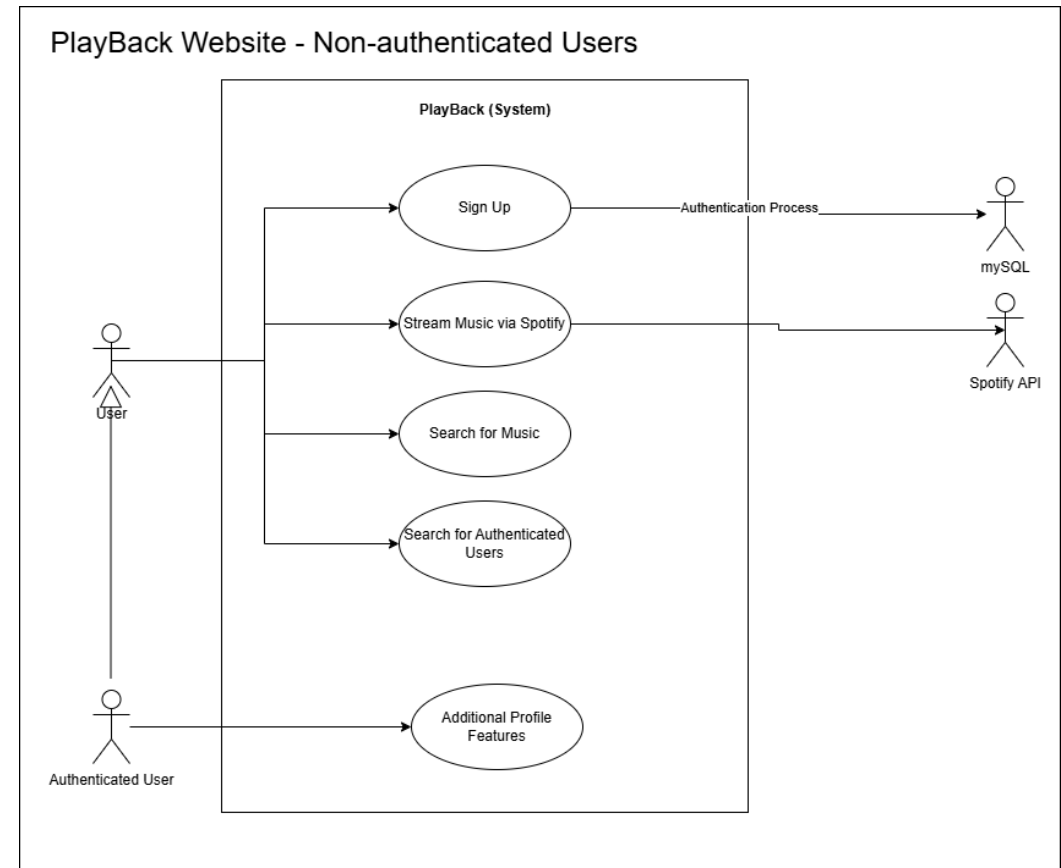 PlayBack Website - Non-authenticated Users
PlayBack (System)
Sign Up
Authentication Process
mySQL
Stream Music via Spotify
Spotify API
User
Search for Music
Search for Authenticated
Users
Additional Profile
Features
Authenticated User